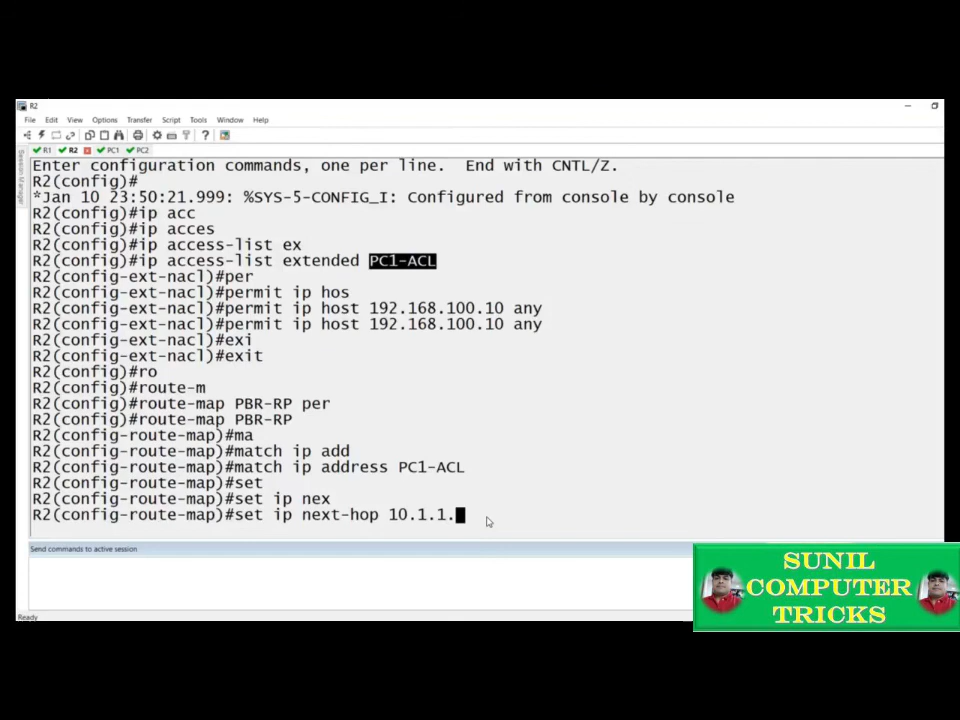 R2
File Edit View Options Transfer Script Tools Window Help
R1 R2 PC1 PC2
Session Manager
Enter configuration commands, one per line. End with CNTL/Z.
R2(config)#
*Jan 10 23:50:21.999: %SYS-5-CONFIG_I: Configured from console by console
R2(config)#ip acc
R2(config)#ip acces
R2(config)#ip access-list ex
R2(config)#ip access-list extended PC1-ACL
R2(config-ext-nacl)#per
R2(config-ext-nacl)#permit ip hos
R2(config-ext-nacl)#permit ip host 192.168.100.10 any
R2(config-ext-nacl)#permit ip host 192.168.100.10 any
R2(config-ext-nacl)#exi
R2(config-ext-nacl)#exit
R2(config)#ro
R2(config)#route-m
R2(config)#route-map PBR-RP per
R2(config)#route-map PBR-RP
R2(config-route-map)#ma
R2(config-route-map)#match ip add
R2(config-route-map)#match ip address PC1-ACL
R2(config-route-map)#set
R2(config-route-map)#set ip nex
R2(config-route-map)#set ip next-hop 10.1.1.
Send commands to active session
Ready
SUNIL
COMPUTER
TRICKS